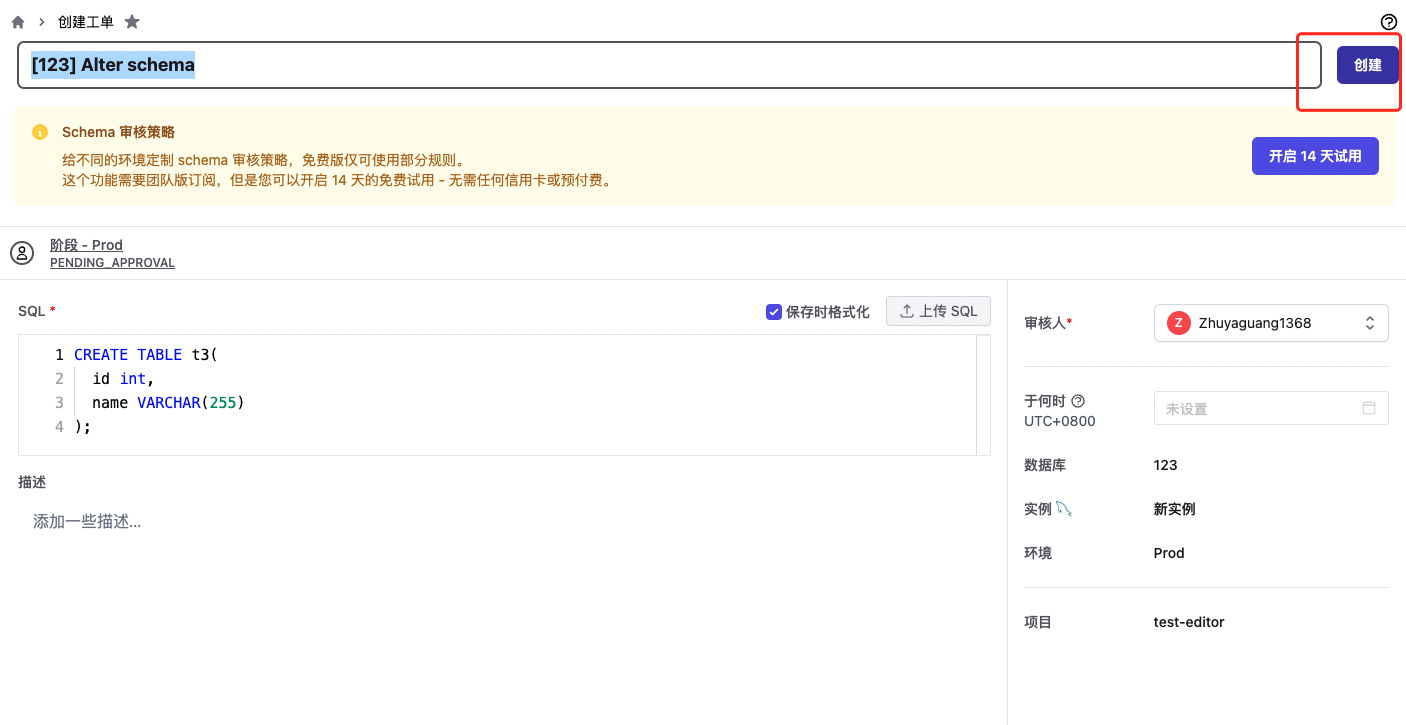 创建工单
[123] Alter schema
创建
Schema 审核策略
给不同的环境定制 schema 审核策略，免费版仅可使用部分规则。
这个功能需要团队版订阅，但是您可以开启 14 天的免费试用 - 无需任何信用卡或预付费。
开启 14 天试用
阶段 - Prod
PENDING_APPROVAL
SQL *
保存时格式化
上传 SQL
1 CREATE TABLE t3(
2 id int,
3 name VARCHAR(255)
4 );
描述
添加一些描述...
审核人*
Z Zhuyaguang1368
于何时
UTC+0800
未设置
数据库 123
实例 新实例
环境 Prod
项目 test-editor